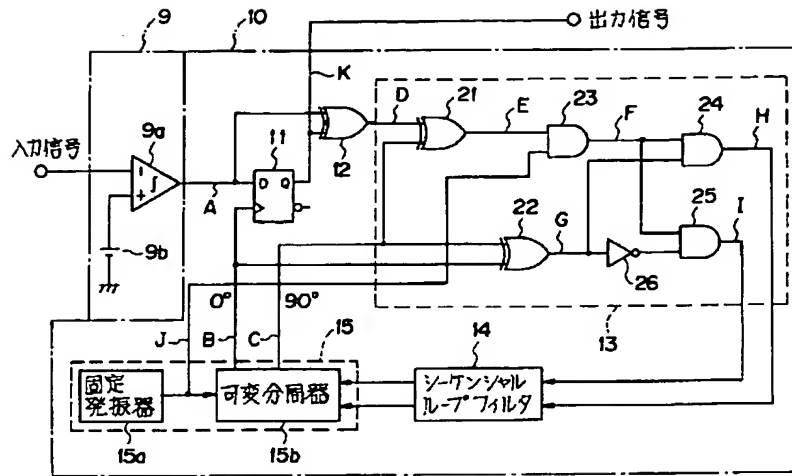 9
10
出力信号
K
12
D
21
E
23
F
24
H
入力信号
9a
-
+
A
11
D
Q
22
G
25
I
26
9b
0°
90°
J
B
C
15
13
固定
発振器
可変分周器
14
シーケンシャル
ループフィルタ
15a
15b